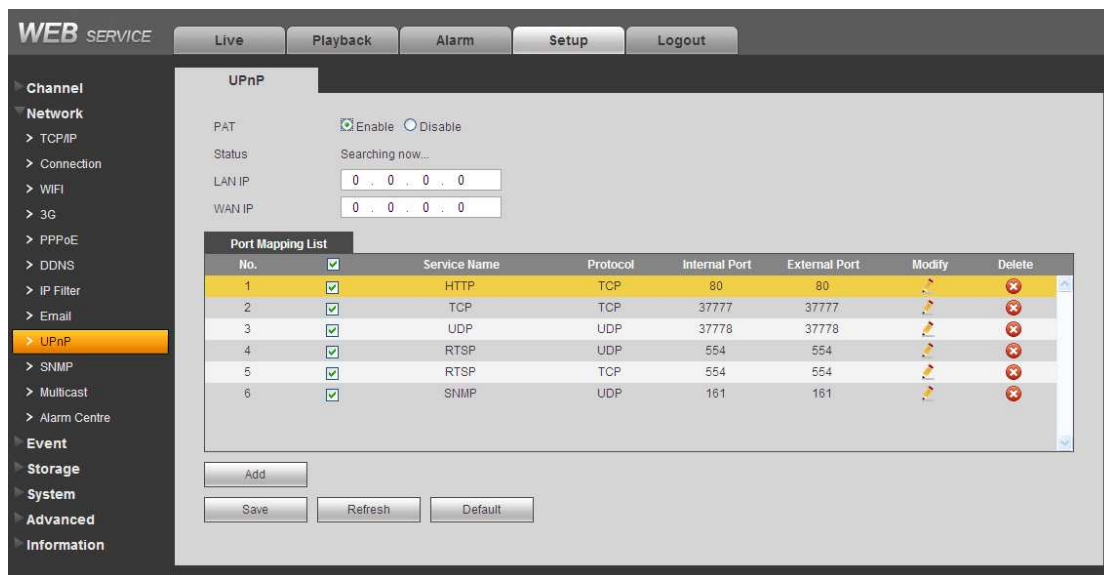 WEB SERVICE
Live Playback Alarm Setup Logout
Channel
Network
> TCP/IP
> Connection
> WIFI
> 3G
> PPPoE
> DDNS
> IP Filter
> Email
> UPnP
> SNMP
> Multicast
> Alarm Centre
Event
Storage
System
Advanced
Information
UPnP
PAT Enable Disable
Status Searching now...
LAN IP 0 . 0 . 0 . 0
WAN IP 0 . 0 . 0 . 0
Port Mapping List
No. Service Name Protocol Internal Port External Port Modify Delete
1 HTTP TCP 80 80
2 TCP TCP 37777 37777
3 UDP UDP 37778 37778
4 RTSP UDP 554 554
5 RTSP TCP 554 554
6 SNMP UDP 161 161
Add
Save Refresh Default